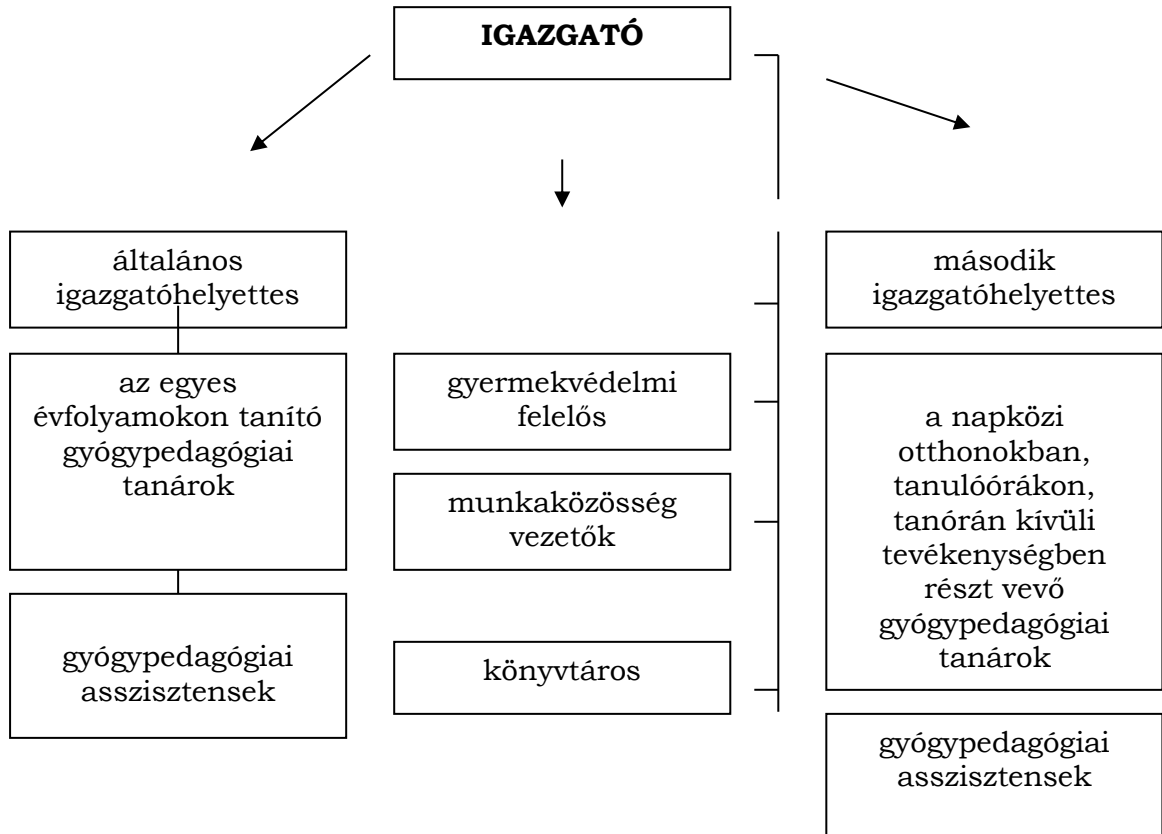 IGAZGATÓ
általános
igazgatóhelyettes
az egyes
évfolyamokon tanító
gyógypedagógiai
tanárok
gyógypedagógiai
asszisztensek
gyermekvédelmi
felelős
munkaközösség
vezetők
könyvtáros
második
igazgatóhelyettes
a napközi
otthonokban,
tanulóórákon,
tanórán kívüli
tevékenységben
részt vevő
gyógypedagógiai
tanárok
gyógypedagógiai
asszisztensek